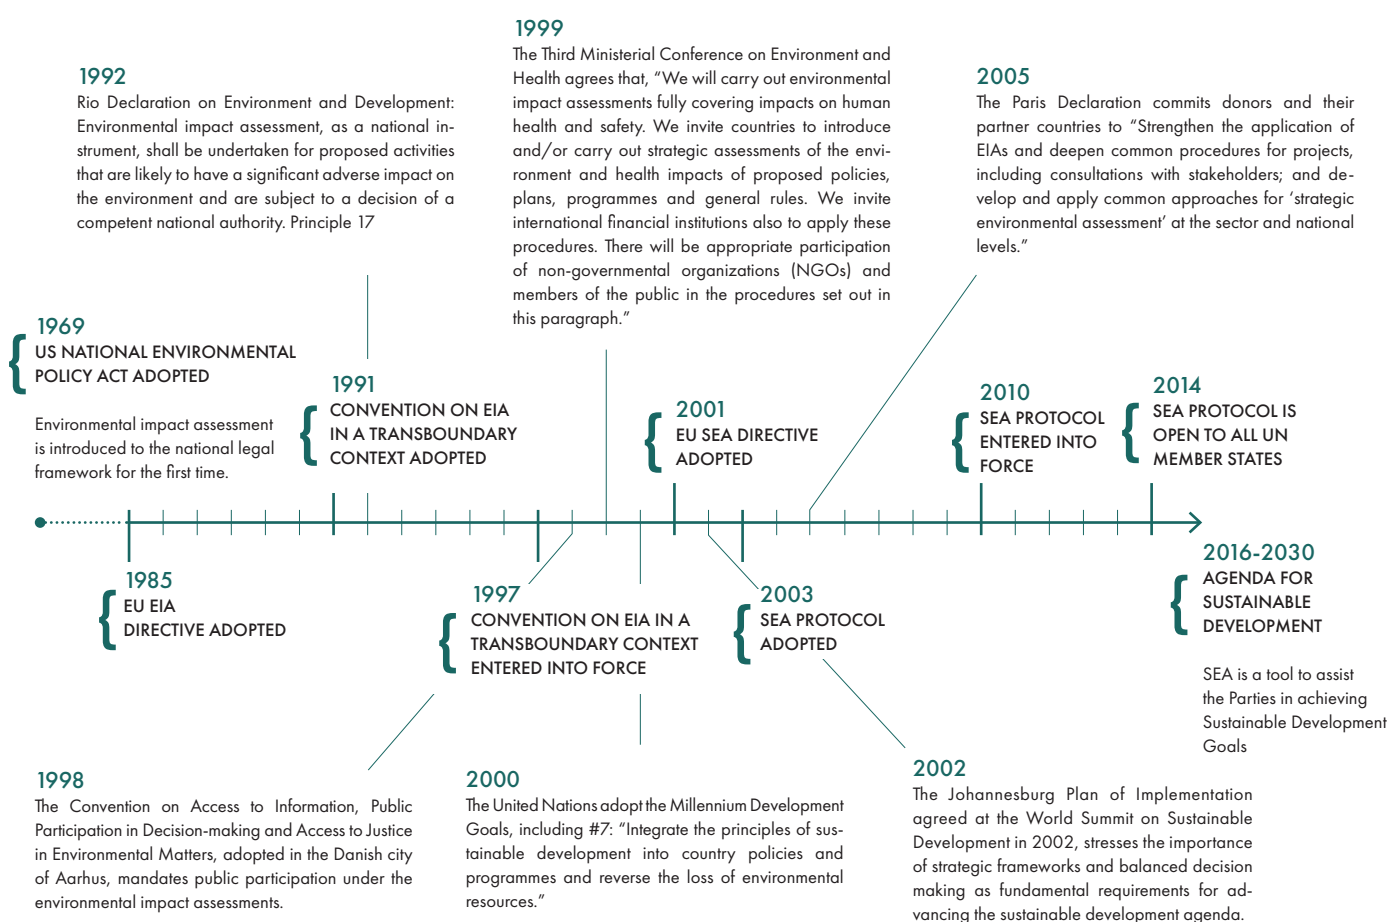 1992
Rio Declaration on Environment and Development:
Environmental impact assessment, as a national in-
strument, shall be undertaken for proposed activities
that are likely to have a significant adverse impact on
the environment and are subject to a decision of a
competent national authority. Principle 17
1999
The Third Ministerial Conference on Environment and
Health agrees that, “We will carry out environmental
impact assessments fully covering impacts on human
health and safety. We invite countries to introduce
and/or carry out strategic assessments of the envi-
ronment and health impacts of proposed policies,
plans, programmes and general rules. We invite
international financial institutions also to apply these
procedures. There will be appropriate participation
of non-governmental organizations (NGOs) and
members of the public in the procedures set out in
this paragraph.”
2005
The Paris Declaration commits donors and their
partner countries to “Strengthen the application of
EIAs and deepen common procedures for projects,
including consultations with stakeholders; and de-
velop and apply common approaches for ‘strategic
environmental assessment’ at the sector and national
levels.”
1969
US NATIONAL ENVIRONMENTAL
POLICY ACT ADOPTED
Environmental impact assessment
is introduced to the national legal
framework for the first time.
1991
CONVENTION ON EIA
IN A TRANSBOUNDARY
CONTEXT ADOPTED
2001
EU SEA DIRECTIVE
ADOPTED
2010
SEA PROTOCOL
ENTERED INTO
FORCE
2014
SEA PROTOCOL IS
OPEN TO ALL UN
MEMBER STATES
1985
EU EIA
DIRECTIVE ADOPTED
1997
CONVENTION ON EIA IN A
TRANSBOUNDARY CONTEXT
ENTERED INTO FORCE
2003
SEA PROTOCOL
ADOPTED
2016-2030
AGENDA FOR
SUSTAINABLE
DEVELOPMENT
SEA is a tool to assist
the Parties in achieving
Sustainable Development
Goals
1998
The Convention on Access to Information, Public
Participation in Decision-making and Access to Justice
in Environmental Matters, adopted in the Danish city
of Aarhus, mandates public participation under the
environmental impact assessments.
2000
The United Nations adopt the Millennium Development
Goals, including #7: “Integrate the principles of sus-
tainable development into country policies and
programmes and reverse the loss of environmental
resources.”
2002
The Johannesburg Plan of Implementation
agreed at the World Summit on Sustainable
Development in 2002, stresses the importance
of strategic frameworks and balanced decision
making as fundamental requirements for ad-
vancing the sustainable development agenda.